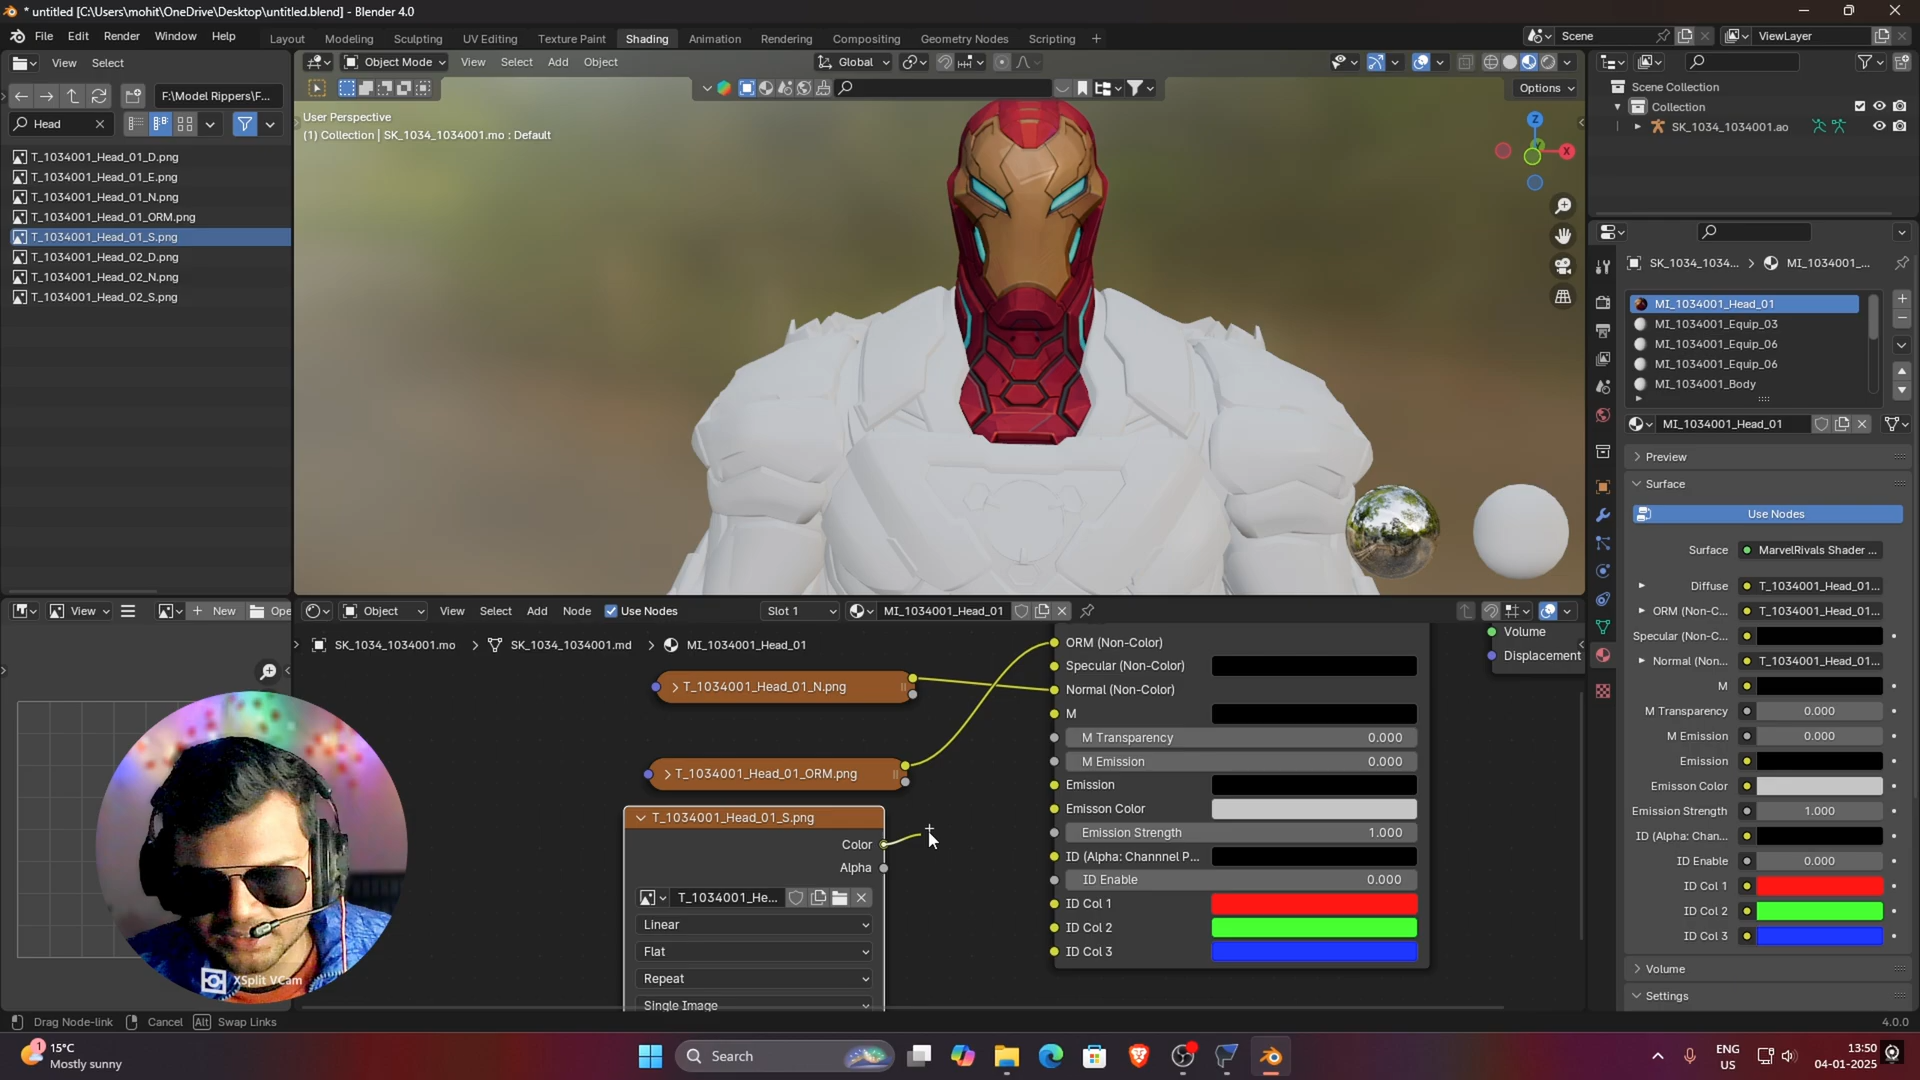 * untitled [C:\Users\mohit\OneDrive\Desktop\untitled.blend] - Blender 4.0
File Edit Render Window Help
Layout Modeling Sculpting UV Editing Texture Paint Shading Animation Rendering Compositing Geometry Nodes Scripting +
Scene
ViewLayer
View Select
Object Mode
View Select Add Object
Global
F:\Model Rippers\F...
Head
Options
User Perspective
(1) Collection | SK_1034_1034001.mo : Default
T_1034001_Head_01_D.png
T_1034001_Head_01_E.png
T_1034001_Head_01_N.png
T_1034001_Head_01_ORM.png
T_1034001_Head_01_S.png
T_1034001_Head_02_D.png
T_1034001_Head_02_N.png
T_1034001_Head_02_S.png
Z
X
Scene Collection
Collection
SK_1034_1034001.ao
SK_1034_1034... > MI_1034001_...
MI_1034001_Head_01
MI_1034001_Equip_03
MI_1034001_Equip_06
MI_1034001_Equip_06
MI_1034001_Body
MI_1034001_Head_01
Preview
Surface
Use Nodes
Surface MarvelRivals Shader ...
Diffuse T_1034001_Head_01...
ORM (Non-C... T_1034001_Head_01...
Specular (Non-C...
Normal (Non... T_1034001_Head_01...
M
M Transparency 0.000
M Emission 0.000
Emission
Emisson Color
Emission Strength 1.000
ID (Alpha: Chan...
ID Enable 0.000
ID Col 1
ID Col 2
ID Col 3
Volume
Settings
View
New
Ope
Object
View Select Add Node Use Nodes
Slot 1
MI_1034001_Head_01
SK_1034_1034001.mo > SK_1034_1034001.md > MI_1034001_Head_01
T_1034001_Head_01_N.png
T_1034001_Head_01_ORM.png
T_1034001_Head_01_S.png
Color
Alpha
T_1034001_He...
Linear
Flat
Repeat
Single Image
ORM (Non-Color)
Specular (Non-Color)
Normal (Non-Color)
M
M Transparency 0.000
M Emission 0.000
Emission
Emisson Color
Emission Strength 1.000
ID (Alpha: Channnel P...
ID Enable 0.000
ID Col 1
ID Col 2
ID Col 3
Volume
Displacement
XSplit VCam
Drag Node-link Cancel Alt Swap Links
4.0.0
1
15°C
Mostly sunny
Search
ENG
US
13:50
04-01-2025